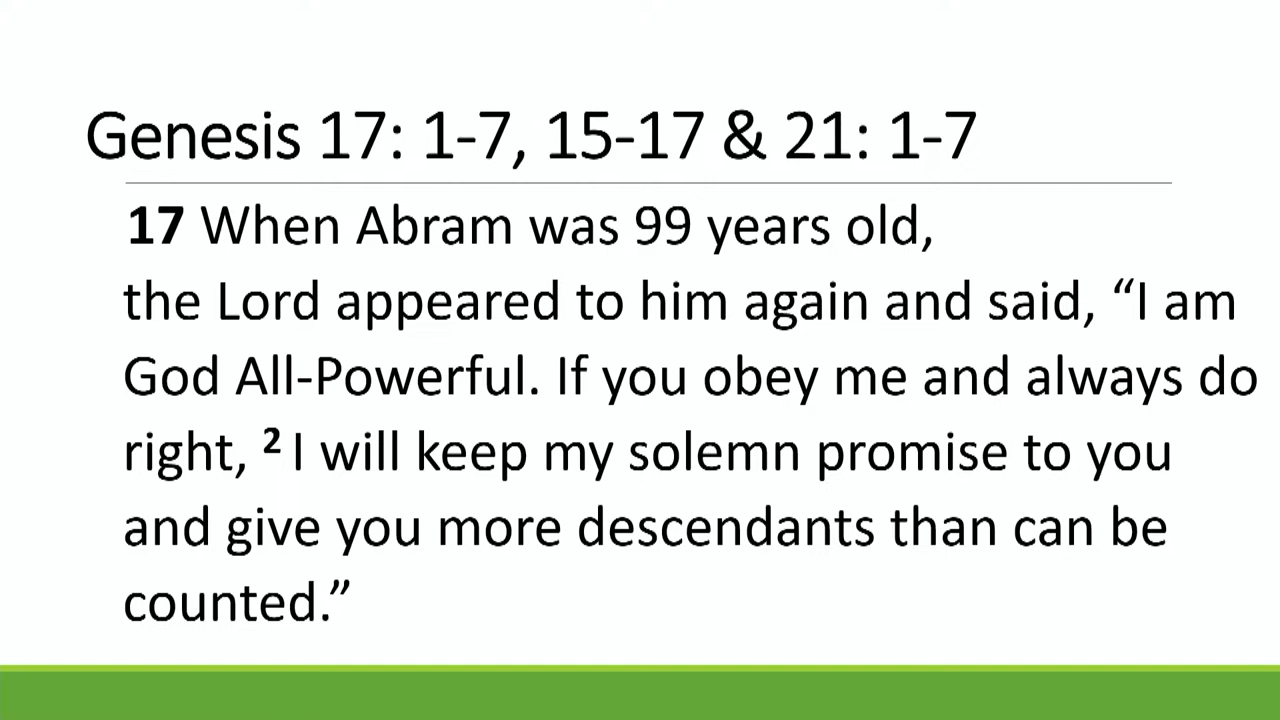 Genesis 17: 1-7, 15-17 & 21: 1-7
17 When Abram was 99 years old,
the Lord appeared to him again and said, “I am
God All-Powerful. If you obey me and always do
right, ² I will keep my solemn promise to you
and give you more descendants than can be
counted.”